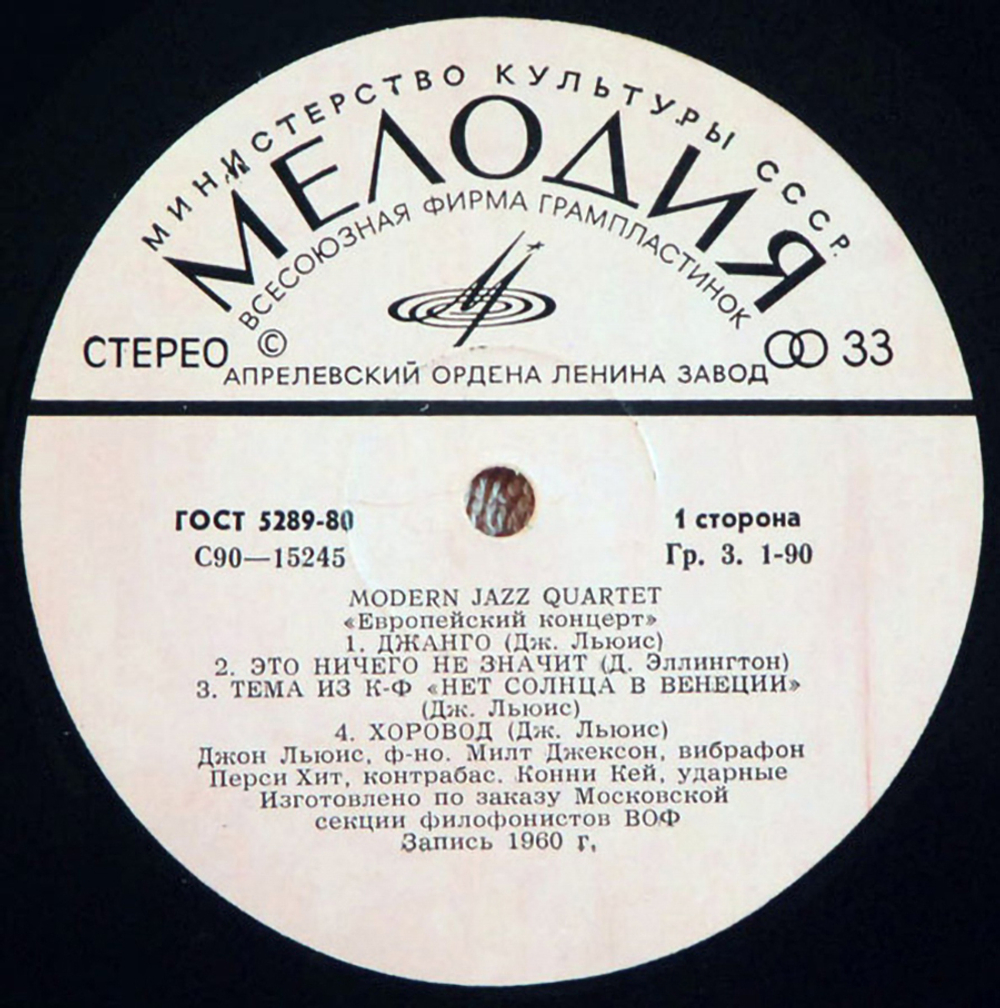 МИНИСТЕРСТВО КУЛЬТУРЫ СССР.
МЕЛОДИЯ
ВСЕСОЮЗНАЯ ФИРМА ГРАМПЛАСТИНОК
СТЕРЕО © 33
АПРЕЛЕВСКИЙ ОРДЕНА ЛЕНИНА ЗАВОД
ГОСТ 5289-80 1 сторона
С90—15245 Гр. 3. 1-90
MODERN JAZZ QUARTET
«Европейский концерт»
1. ДЖАНГО (Дж. Льюис)
2. ЭТО НИЧЕГО НЕ ЗНАЧИТ (Д. Эллингтон)
3. ТЕМА ИЗ К-Ф «НЕТ СОЛНЦА В ВЕНЕЦИИ»
(Дж. Льюис)
4. ХОРОВОД (Дж. Льюис)
Джон Льюис, ф-но. Милт Джексон, вибрафон
Перси Хит, контрабас. Конни Кей, ударные
Изготовлено по заказу Московской
секции филофонистов ВОФ
Запись 1960 г.